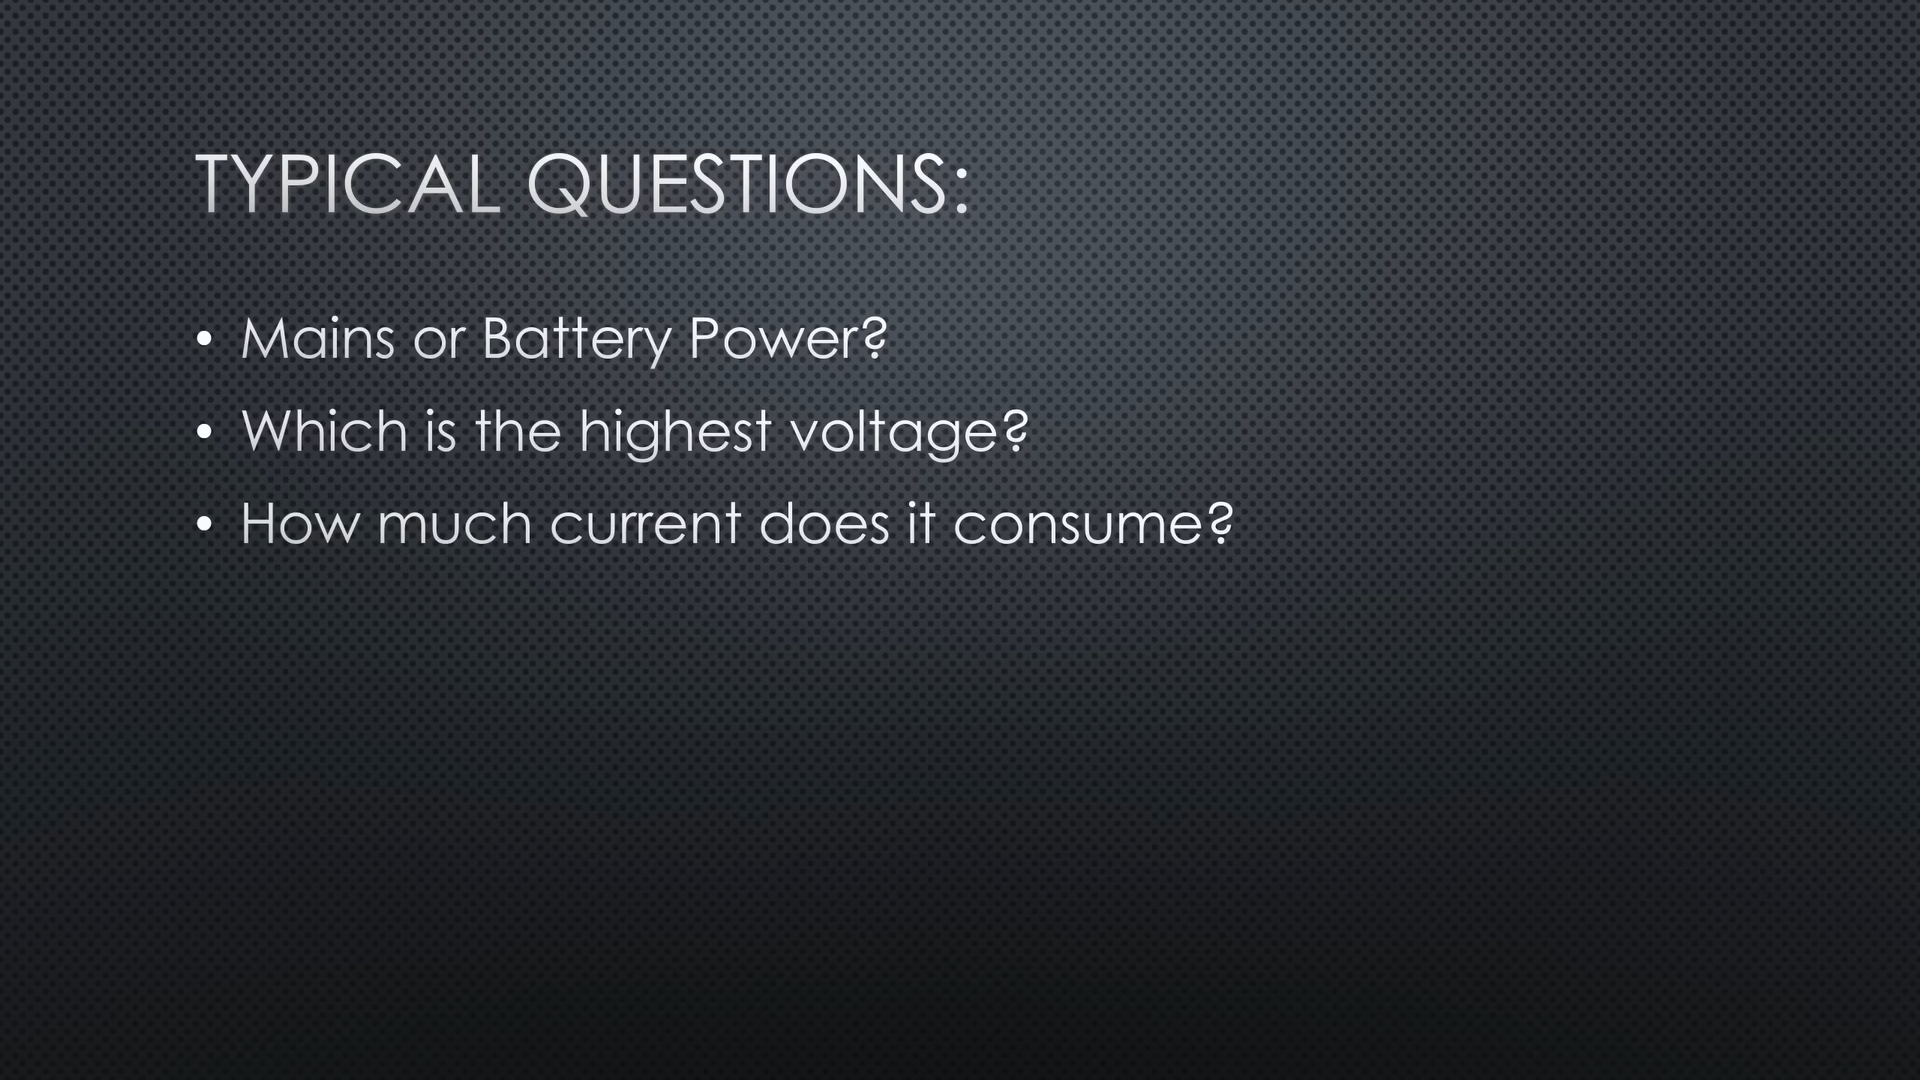 TYPICAL QUESTIONS:
• Mains or Battery Power?
• Which is the highest voltage?
• How much current does it consume?